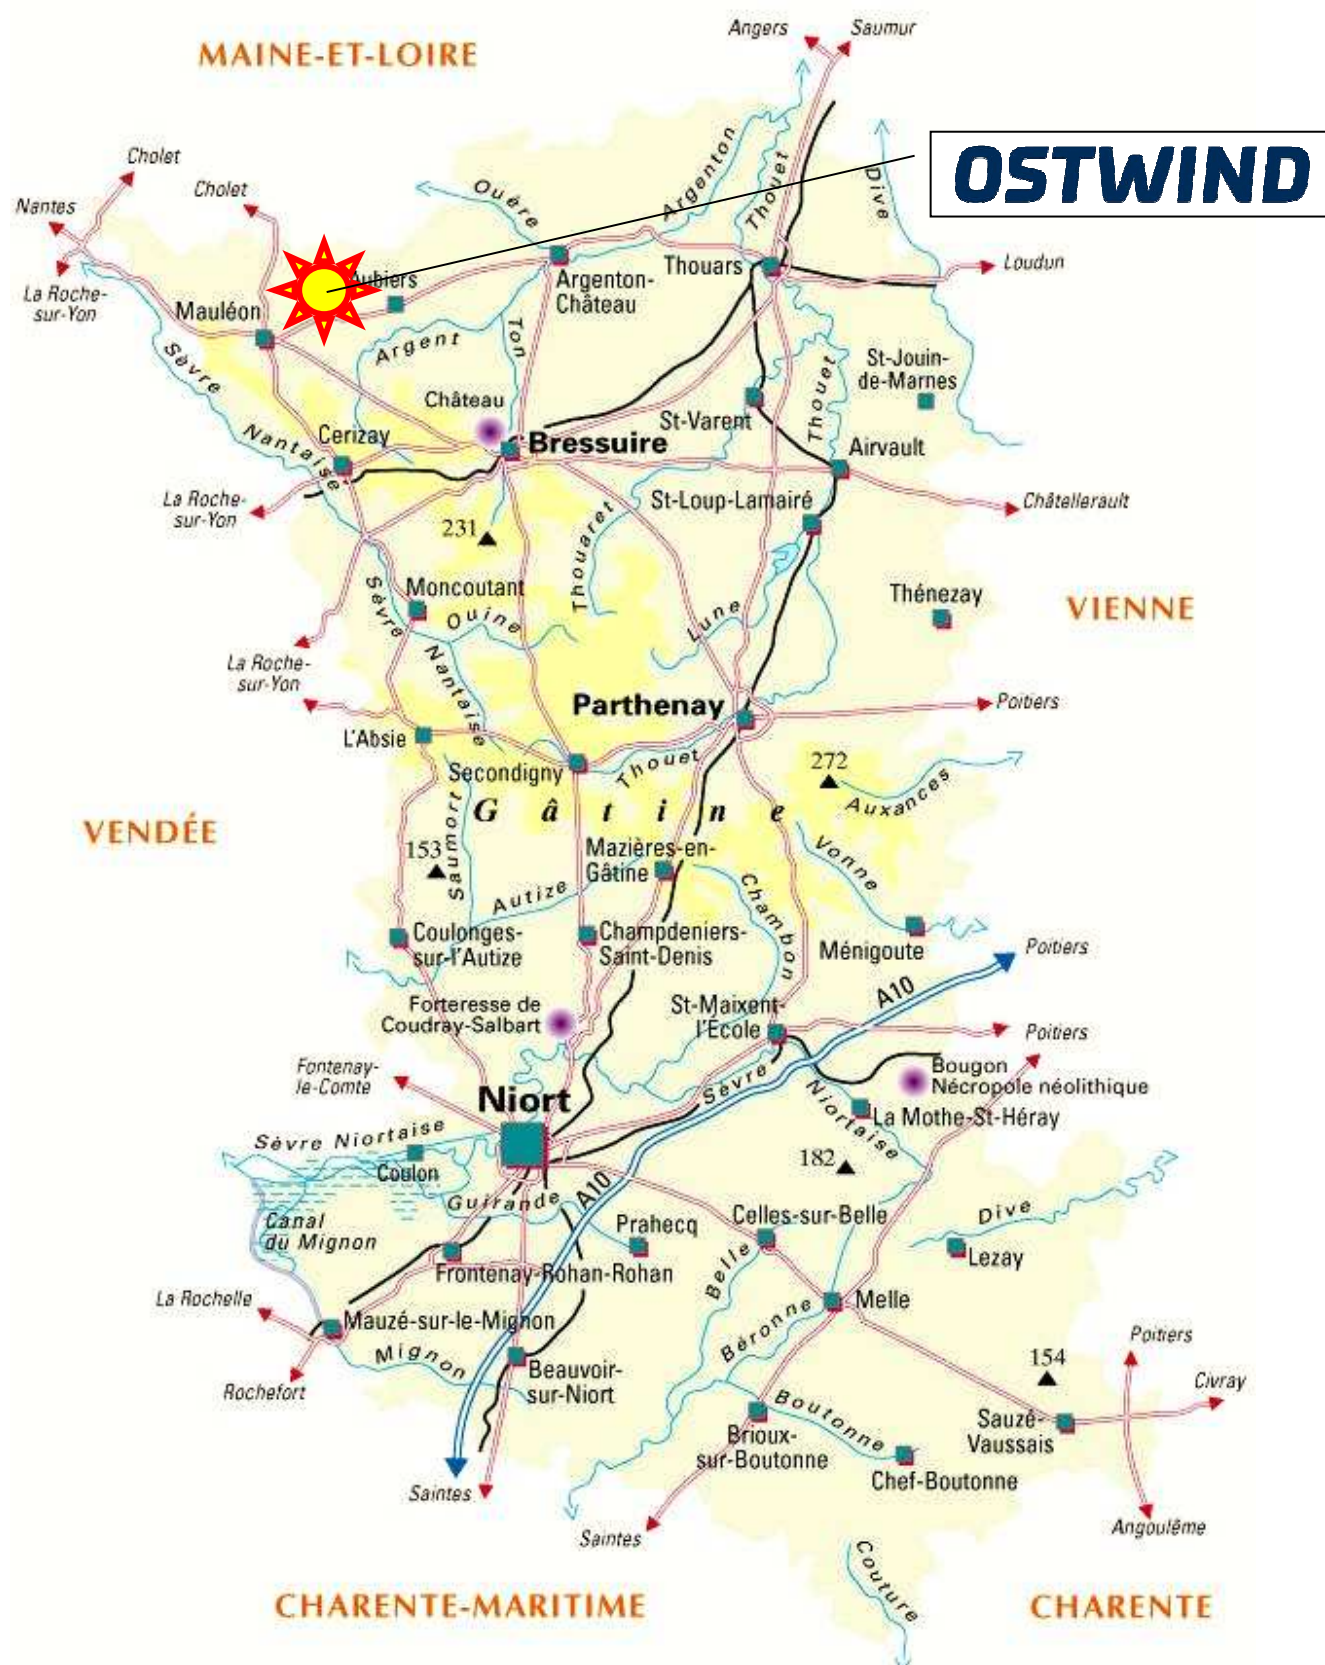 Angers
Saumur
MAINE-ET-LOIRE
OSTWIND
Cholet
Cholet
Nantes
La Roche-
sur-Yon
Ouère
Argenton
Thouet
Dive
Loudun
Thouars
Argenton-
Château
Aubiers
Mauléon
Sèvre
Nantaise
Argent
Ton
Château
Bressuire
Cerizay
St-Varent
Thouet
St-Jouin-
de-Marnes
Airvault
La Roche-
sur-Yon
St-Loup-Lamairé
Châtellerault
231
Thouaret
Moncoutant
Sèvre
Nantaise
Ouine
Lune
Thénezay
VIENNE
La Roche-
sur-Yon
Parthenay
Poitiers
L'Absie
Secondigny
Thouet
272
Auxances
Gâtine
VENDÉE
153
Saumort
Mazières-en-
Gâtine
Vonne
Autize
Chambon
Coulonges-
sur-l'Autize
Champdeniers-
Saint-Denis
Ménigoute
Poitiers
A10
Forteresse de
Coudray-Salbart
St-Maixent-
l'École
Poitiers
Fontenay-
le-Comte
Sèvre
Niortaise
Bougon
Nécropole néolithique
Niort
La Mothe-St-Héray
Sèvre Niortaise
Coulon
182
Guirande
A10
Canal
du Mignon
Prahecq
Celles-sur-Belle
Dive
Lezay
Frontenay-Rohan-Rohan
Belle
La Rochelle
Mauzé-sur-le-Mignon
Melle
Béronne
Mignon
Beauvoir-
sur-Niort
Rochefort
Poitiers
154
Civray
Boutonne
Brioux-
sur-Boutonne
Sauzé-
Vaussais
Chef-Boutonne
Saintes
Saintes
Angoulême
Couture
CHARENTE-MARITIME
CHARENTE